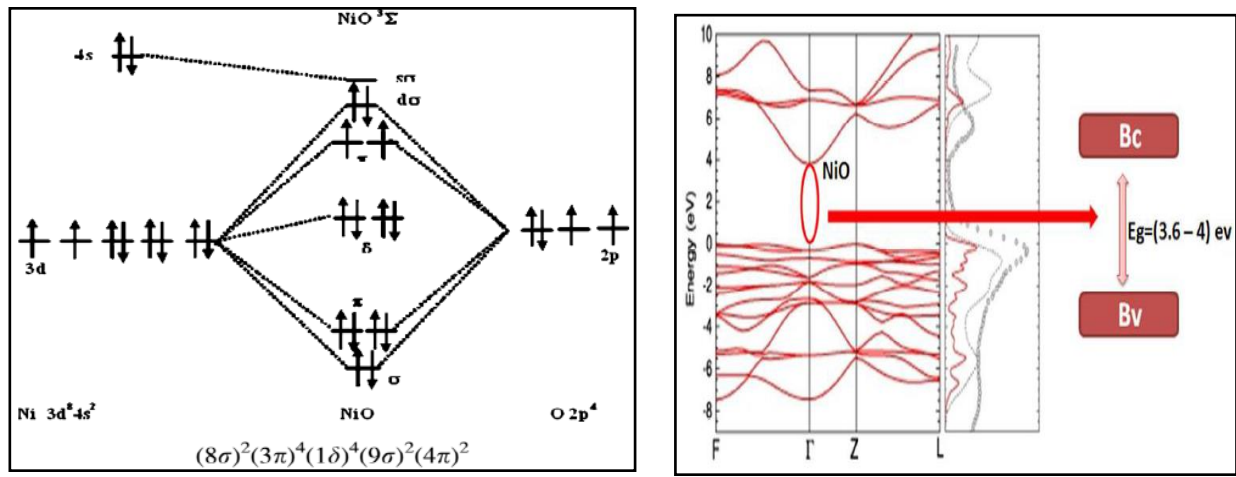 NiO ³Σ
4s
sσ
dσ
π
3d
2p
δ
π
σ
Ni 3d⁸4s²
NiO
O 2p⁴
(8σ)²(3π)⁴(1δ)⁴(9σ)²(4π)²
10
8
6
4
2
0
-2
-4
-6
-8
Energy (eV)
F
Γ
Z
L
NiO
Bc
Eg=(3.6 – 4) ev
Bv